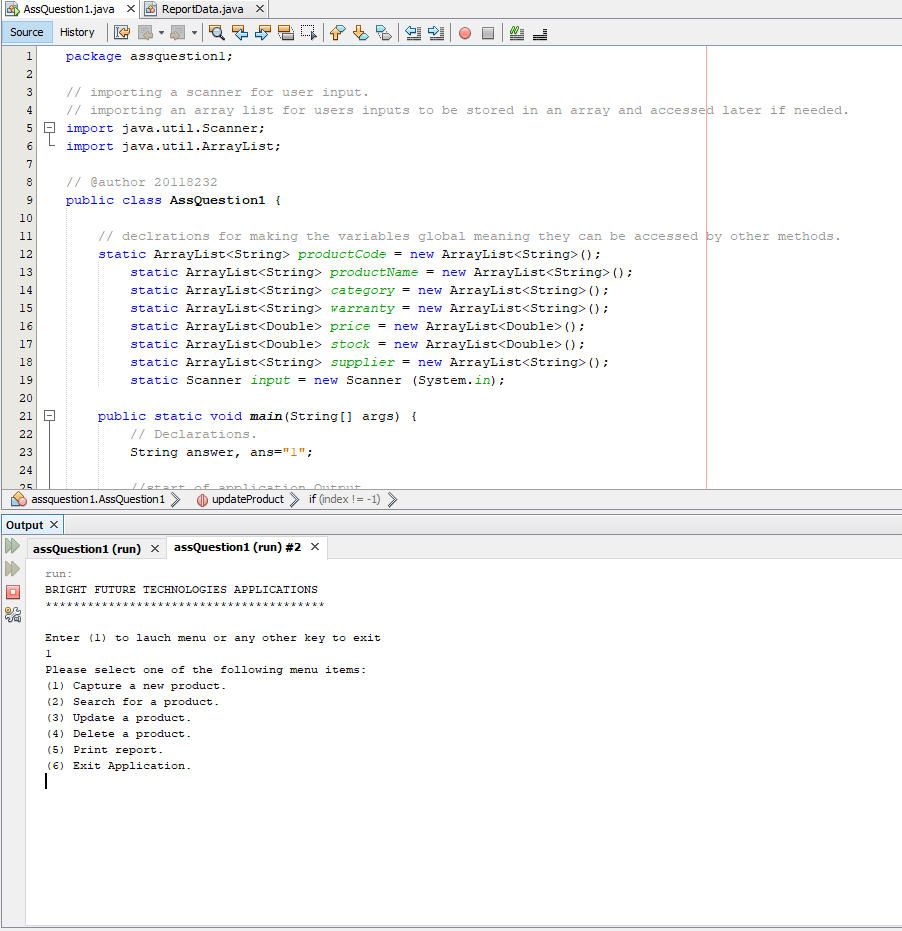 AssQuestion1.java
ReportData.java
Source History
1 package assquestion1;
2
3 // importing a scanner for user input.
4 // importing an array list for users inputs to be stored in an array and accessed later if needed.
5 import java.util.Scanner;
6 import java.util.ArrayList;
7
8 // @author 20118232
9 public class AssQuestion1 {
10
11 // declrations for making the variables global meaning they can be accessed by other methods.
12 static ArrayList<String> productCode = new ArrayList<String>();
13 static ArrayList<String> productName = new ArrayList<String>();
14 static ArrayList<String> category = new ArrayList<String>();
15 static ArrayList<String> warranty = new ArrayList<String>();
16 static ArrayList<Double> price = new ArrayList<Double>();
17 static ArrayList<Double> stock = new ArrayList<Double>();
18 static ArrayList<String> supplier = new ArrayList<String>();
19 static Scanner input = new Scanner (System.in);
20
21 public static void main(String[] args) {
22 // Declarations.
23 String answer, ans="1";
24
25 //start of application Output
assquestion1.AssQuestion1 updateProduct if (index != -1)
Output
assQuestion1 (run) assQuestion1 (run) #2
run:
BRIGHT FUTURE TECHNOLOGIES APPLICATIONS
****************************************
Enter (1) to lauch menu or any other key to exit
1
Please select one of the following menu items:
(1) Capture a new product.
(2) Search for a product.
(3) Update a product.
(4) Delete a product.
(5) Print report.
(6) Exit Application.